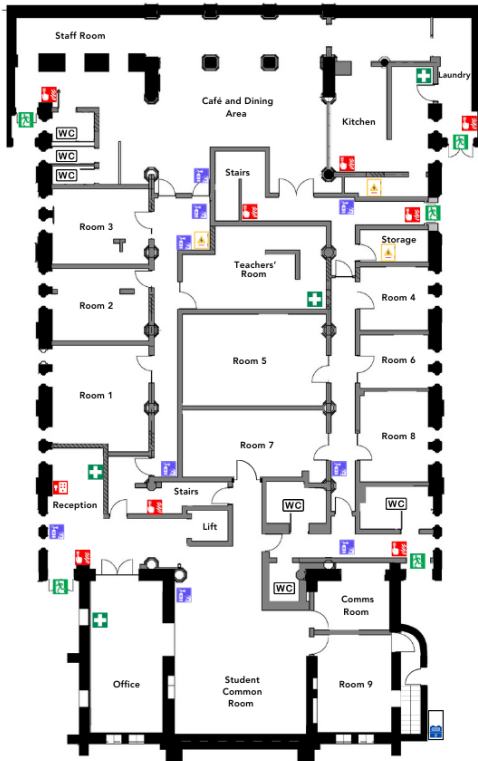 Staff Room
Laundry
Café and Dining
Area
Kitchen
WC
WC
WC
Stairs
Room 3
Storage
Teachers'
Room
Room 4
Room 2
Room 5
Room 6
Room 1
Room 7
Room 8
Reception
Stairs
WC
Lift
WC
Comms
Room
Office
Student
Common
Room
Room 9